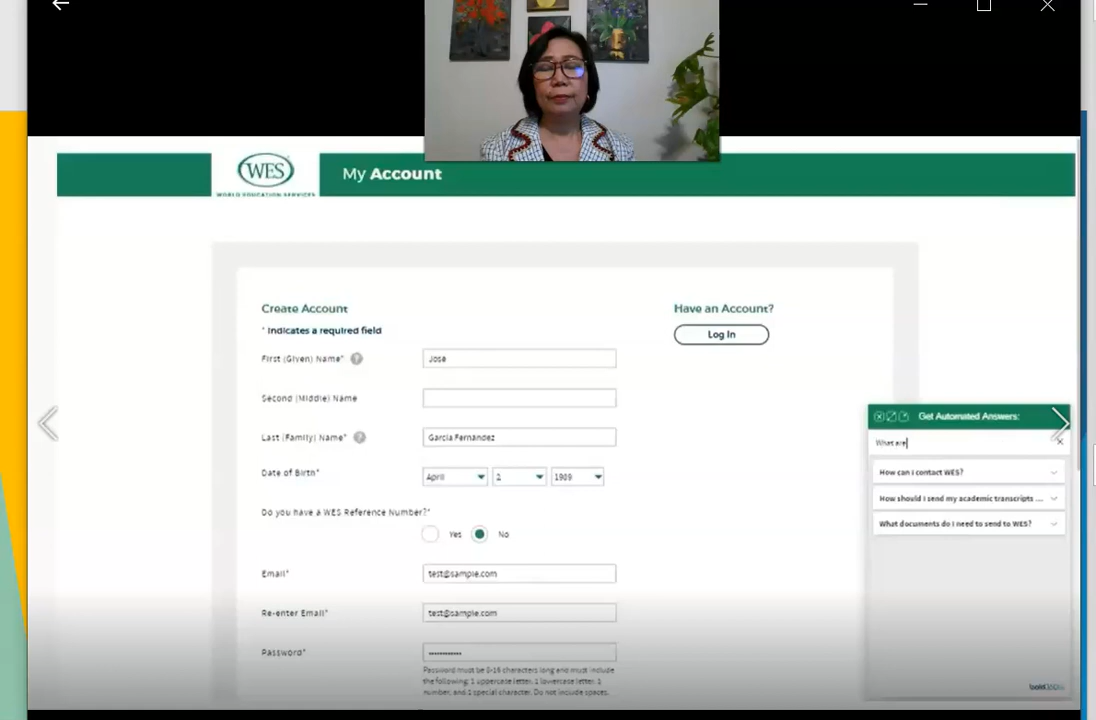 WES
WORLD EDUCATION SERVICES
My Account
Create Account
* Indicates a required field
First (Given) Name* ?
Jose
Second (Middle) Name
Last (Family) Name* ?
Garcia Fernandez
Date of Birth*
April 2 1989
Do you have a WES Reference Number?*
Yes No
Email*
test@sample.com
Re-enter Email*
test@sample.com
Password*
Password must be 8-16 characters long and must include
the following: 1 uppercase letter, 1 lowercase letter, 1
number, and 1 special character. Do not include spaces.
Have an Account?
Log In
Get Automated Answers:
What are
How can I contact WES?
How should I send my academic transcripts ...
What documents do I need to send to WES?